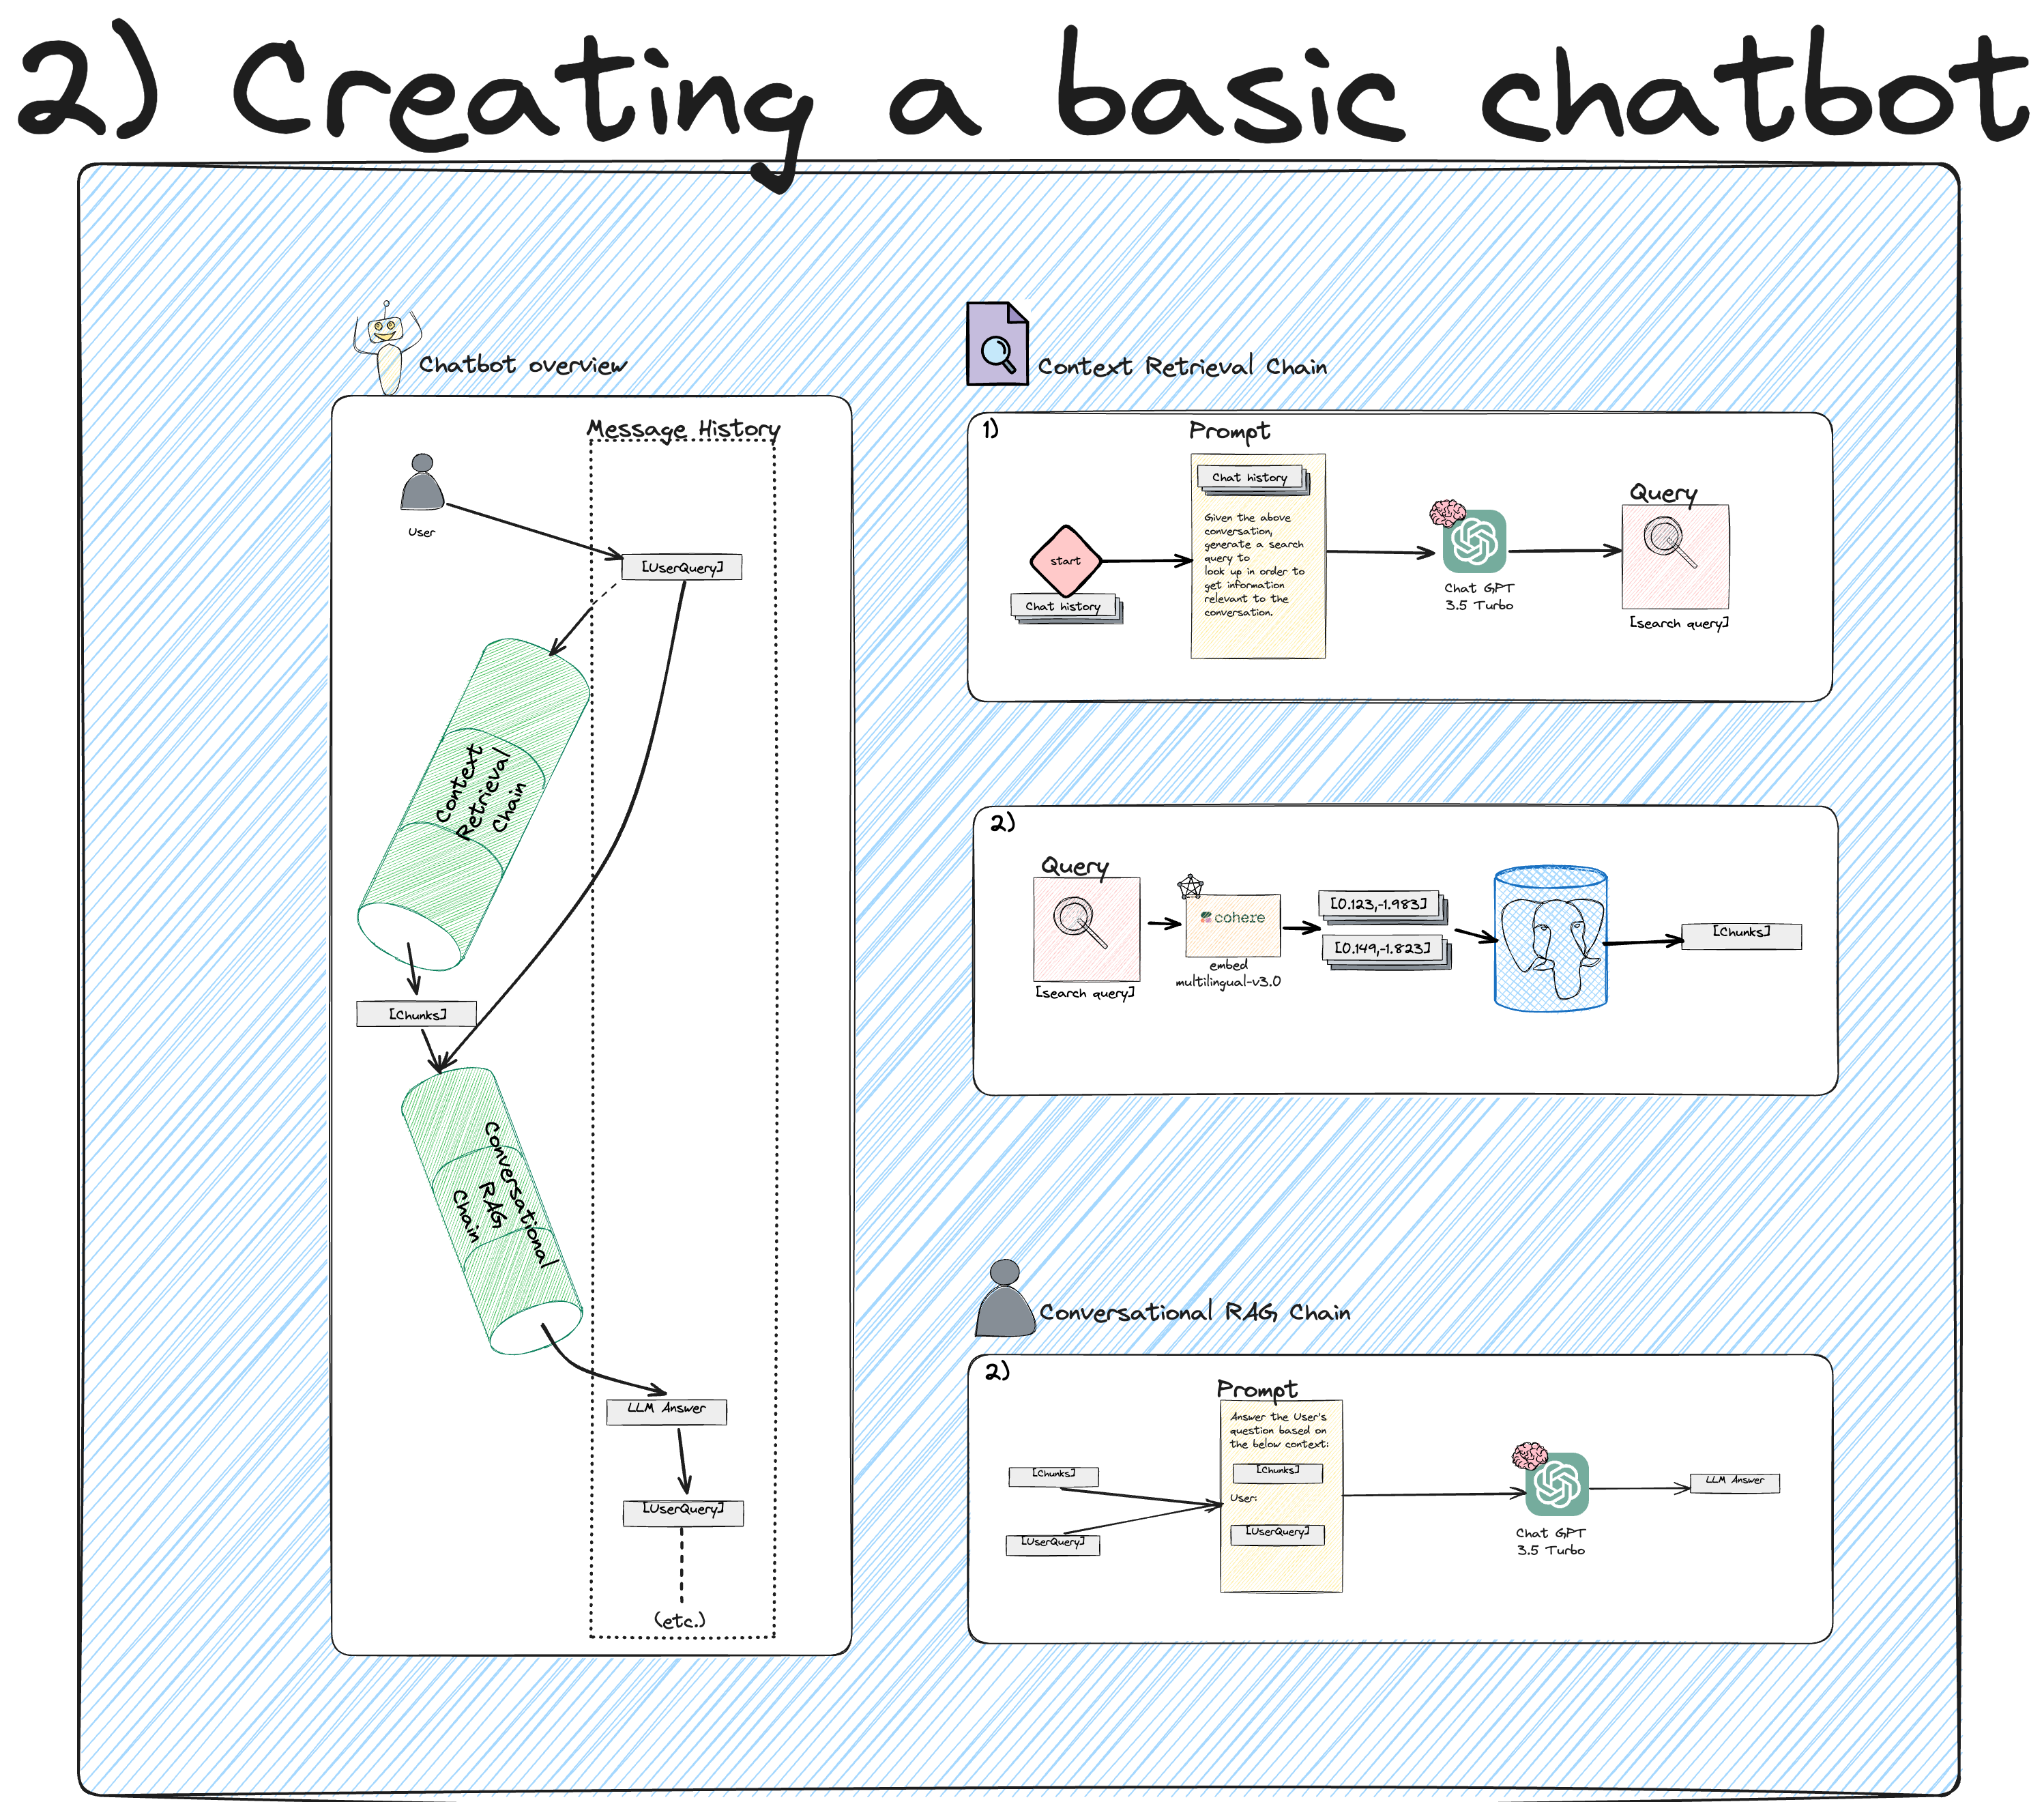 2) Creating a basic chatbot
Chatbot overview
Message History
User
[UserQuery]
Context
Retrieval
Chain
[Chunks]
Conversational
RAG
Chain
LLM Answer
[UserQuery]
(etc.)
Context Retrieval Chain
1)
Prompt
Chat history
Given the above
conversation,
generate a search
query to
look up in order to
get information
relevant to the
conversation.
start
Chat history
Chat GPT
3.5 Turbo
Query
[search query]
2)
Query
[search query]
cohere
embed
multilingual-v3.0
[0.123,-1.983]
[0.149,-1.823]
[Chunks]
Conversational RAG Chain
2)
Prompt
Answer the User's
question based on
the below context:
[Chunks]
User:
[UserQuery]
[Chunks]
[UserQuery]
Chat GPT
3.5 Turbo
LLM Answer